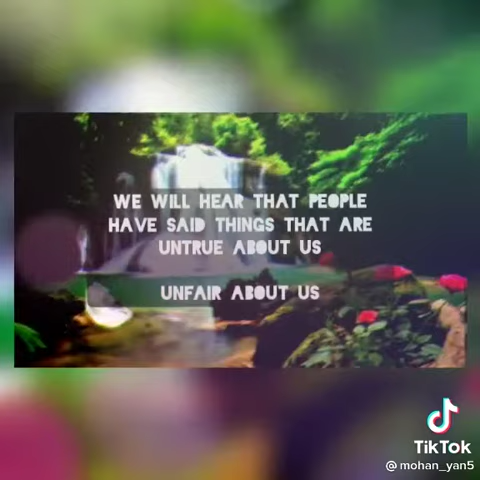 WE WILL HEAR THAT PEOPLE
HAVE SAID THINGS THAT ARE
UNTRUE ABOUT US
UNFAIR ABOUT US
TikTok
@mohan_yan5